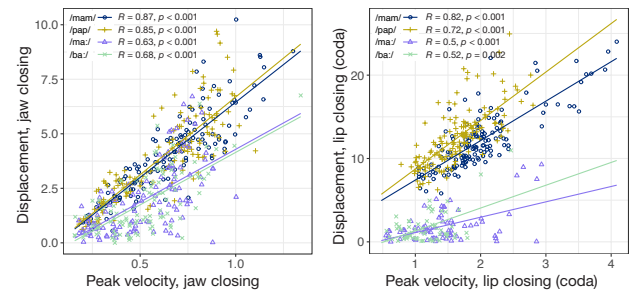 /mam/ R = 0.87, p < 0.001
/pap/ R = 0.85, p < 0.001
/ma:/ R = 0.63, p < 0.001
/ba:/ R = 0.68, p < 0.001
10.0
7.5
5.0
2.5
0.0
Displacement, jaw closing
0.5 1.0
Peak velocity, jaw closing
/mam/ R = 0.82, p < 0.001
/pap/ R = 0.72, p < 0.001
/ma:/ R = 0.5, p < 0.001
/ba:/ R = 0.52, p = 0.002
20
10
0
Displacement, lip closing (coda)
1 2 3 4
Peak velocity, lip closing (coda)